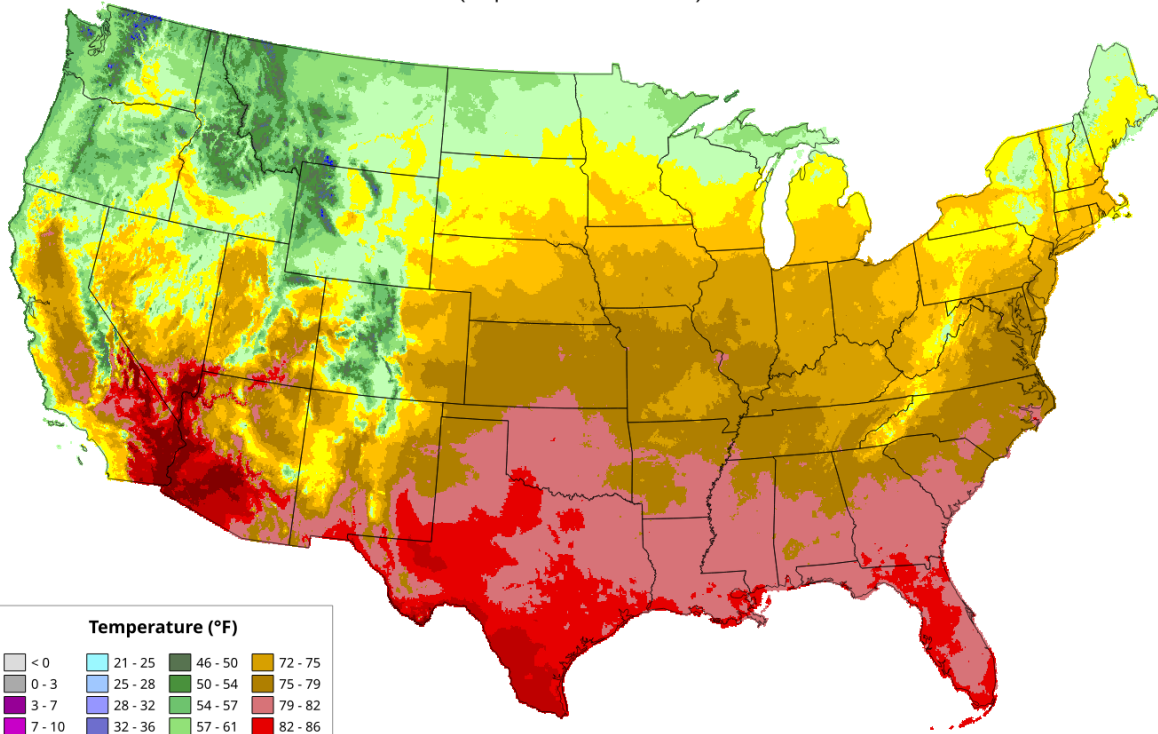 Temperature (°F)
< 0 21 - 25 46 - 50 72 - 75
0 - 3 25 - 28 50 - 54 75 - 79
3 - 7 28 - 32 54 - 57 79 - 82
7 - 10 32 - 36 57 - 61 82 - 86